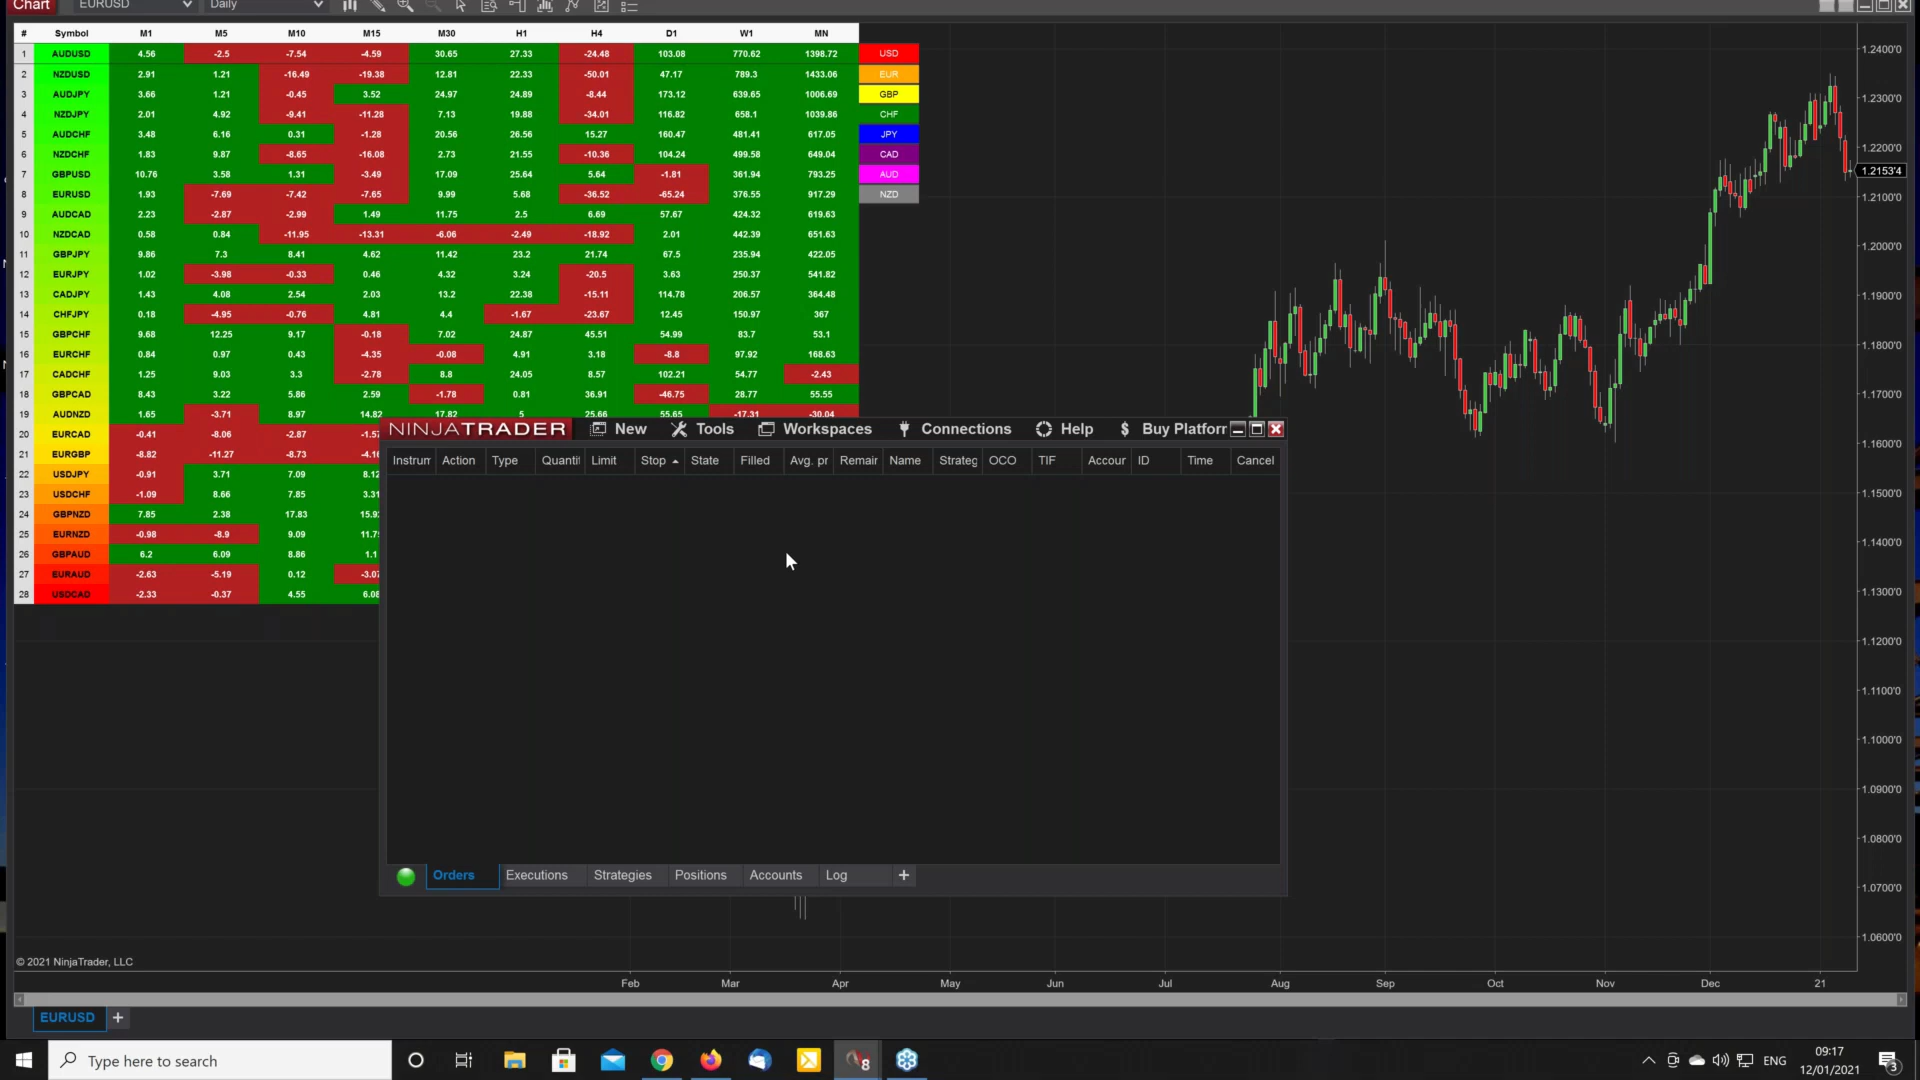 Chart EURUSD Daily
# Symbol M1 M5 M10 M15 M30 H1 H4 D1 W1 MN
1 AUDUSD 4.56 -2.5 -7.54 -4.59 30.65 27.33 -24.48 103.08 770.62 1398.72 USD
2 NZDUSD 2.91 1.21 -16.49 -19.38 12.81 22.33 -50.01 47.17 789.3 1433.06 EUR
3 AUDJPY 3.66 1.21 -0.45 3.52 24.97 24.89 -8.44 173.12 639.65 1006.69 GBP
4 NZDJPY 2.01 4.92 -9.41 -11.28 7.13 19.88 -34.01 116.82 658.1 1039.86 CHF
5 AUDCHF 3.48 6.16 0.31 -1.28 20.56 26.56 15.27 160.47 481.41 617.05 JPY
6 NZDCHF 1.83 9.87 -8.65 -16.08 2.73 21.55 -10.36 104.24 499.58 649.04 CAD
7 GBPUSD 10.76 3.58 1.31 -3.49 17.09 25.64 5.64 -1.81 361.94 793.25 AUD
8 EURUSD 1.93 -7.69 -7.42 -7.65 9.99 5.68 -36.52 -65.24 376.55 917.29 NZD
9 AUDCAD 2.23 -2.87 -2.99 1.49 11.75 2.5 6.69 57.67 424.32 619.63
10 NZDCAD 0.58 0.84 -11.95 -13.31 -6.06 -2.49 -18.92 2.01 442.39 651.63
11 GBPJPY 9.86 7.3 8.41 4.62 11.42 23.2 21.74 67.5 235.94 422.05
12 EURJPY 1.02 -3.98 -0.33 0.46 4.32 3.24 -20.5 3.63 250.37 541.82
13 CADJPY 1.43 4.08 2.54 2.03 13.2 22.38 -15.11 114.78 206.57 364.48
14 CHFJPY 0.18 -4.95 -0.76 4.81 4.4 -1.67 -23.67 12.45 150.97 367
15 GBPCHF 9.68 12.25 9.17 -0.18 7.02 24.87 45.51 54.99 83.7 53.1
16 EURCHF 0.84 0.97 0.43 -4.35 -0.08 4.91 3.18 -8.8 97.92 168.63
17 CADCHF 1.25 9.03 3.3 -2.78 8.8 24.05 8.57 102.21 54.77 -2.43
18 GBPCAD 8.43 3.22 5.86 2.59 -1.78 0.81 36.91 -46.75 28.77 55.55
19 AUDNZD 1.65 -3.71 8.97 14.82 17.82 5 25.66 55.65 -17.31 -30.04
20 EURCAD -0.41 -8.06 -2.87
21 EURGBP -8.82 -11.27 -8.73
22 USDJPY -0.91 3.71 7.09 8.12
23 USDCHF -1.09 8.66 7.85 3.31
24 GBPNZD 7.85 2.38 17.83
25 EURNZD -0.98 -8.9 9.09
26 GBPAUD 6.2 6.09 8.86 1.1
27 EURAUD -2.63 -5.19 0.12
28 USDCAD -2.33 -0.37 4.55
NINJATRADER New Tools Workspaces Connections Help $ Buy Platforr
Instrum Action Type Quantit Limit Stop State Filled Avg. pr Remain Name Strateg OCO TIF Accour ID Time Cancel
Orders Executions Strategies Positions Accounts Log +
1.2400'0
1.2300'0
1.2200'0
1.2153'4
1.2100'0
1.2000'0
1.1900'0
1.1800'0
1.1700'0
1.1600'0
1.1500'0
1.1400'0
1.1300'0
1.1200'0
1.1100'0
1.1000'0
1.0900'0
1.0800'0
1.0700'0
1.0600'0
© 2021 NinjaTrader, LLC
Feb Mar Apr May Jun Jul Aug Sep Oct Nov Dec 21
EURUSD +
Type here to search
8
ENG
09:17
12/01/2021
3